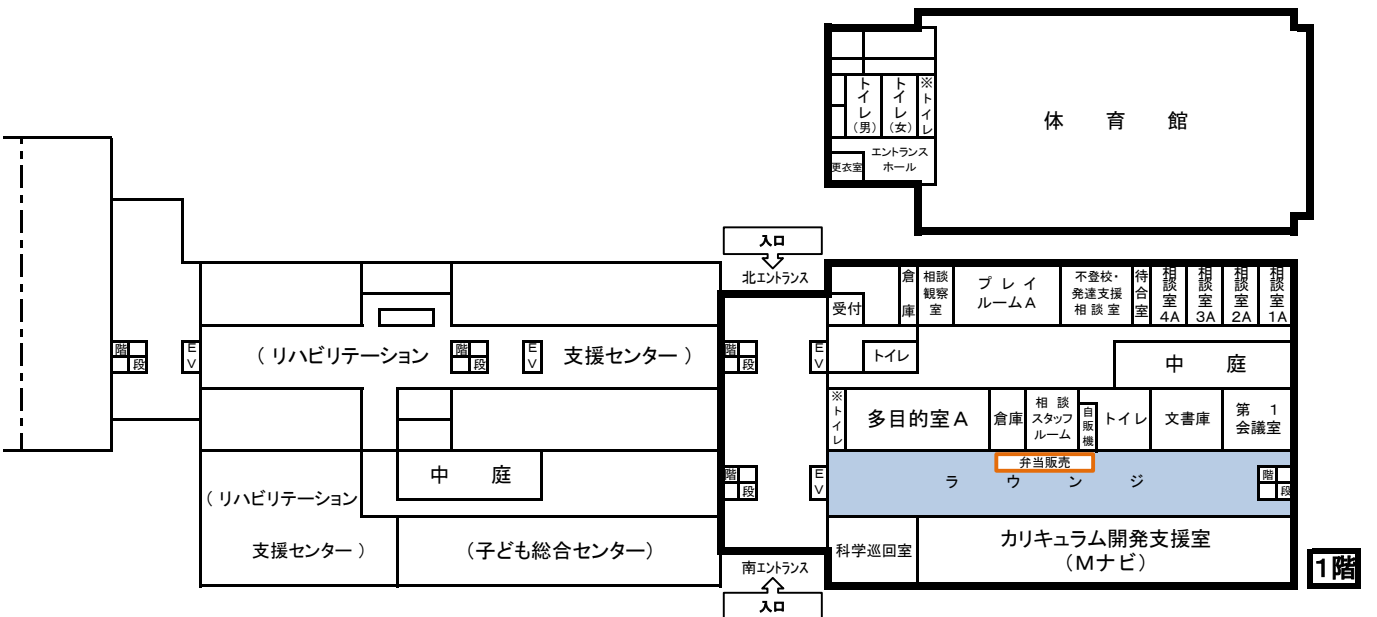 トイレ
(男)
トイレ
(女)
※トイレ
体 育 館
更衣室
エントランス
ホール
入口
北エントランス
受付
倉庫
相談
観察
室
プ レ イ
ル ー ム A
不登校・
発達支援
相 談 室
待合室
相談室
4A
相談室
3A
相談室
2A
相談室
1A
階段
EV
( リハビリテーション
階段
EV
支援センター )
階段
EV
トイレ
中 庭
※トイレ
多目的室A
倉庫
相 談
スタッフ
ルーム
自販機
トイレ
文書庫
第 1
会議室
弁当販売
ラ ウ ン ジ
階段
EV
階段
中 庭
( リハビリテーション
支援センター )
(子ども総合センター)
科学巡回室
カリキュラム開発支援室
(Mナビ)
南エントランス
入口
1階